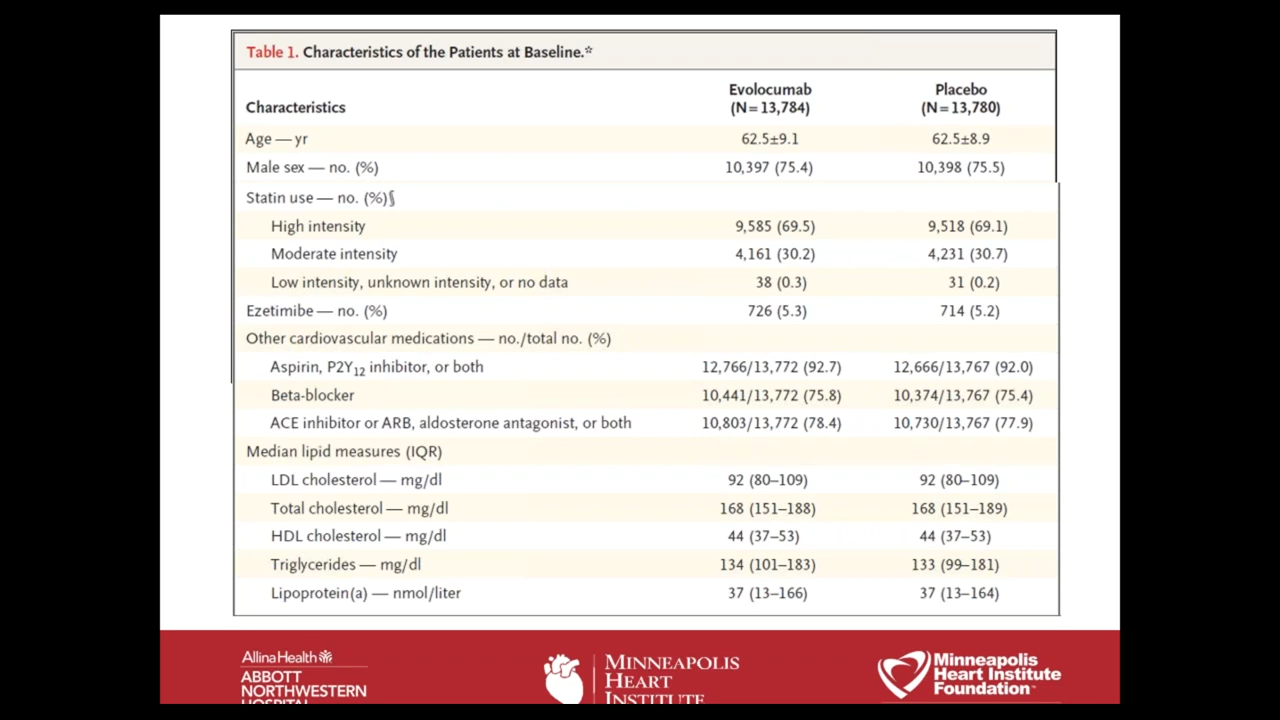 Table 1. Characteristics of the Patients at Baseline.*
Characteristics Evolocumab (N=13,784) Placebo (N=13,780)
Age — yr 62.5±9.1 62.5±8.9
Male sex — no. (%) 10,397 (75.4) 10,398 (75.5)
Statin use — no. (%)§
High intensity 9,585 (69.5) 9,518 (69.1)
Moderate intensity 4,161 (30.2) 4,231 (30.7)
Low intensity, unknown intensity, or no data 38 (0.3) 31 (0.2)
Ezetimibe — no. (%) 726 (5.3) 714 (5.2)
Other cardiovascular medications — no./total no. (%)
Aspirin, P2Y12 inhibitor, or both 12,766/13,772 (92.7) 12,666/13,767 (92.0)
Beta-blocker 10,441/13,772 (75.8) 10,374/13,767 (75.4)
ACE inhibitor or ARB, aldosterone antagonist, or both 10,803/13,772 (78.4) 10,730/13,767 (77.9)
Median lipid measures (IQR)
LDL cholesterol — mg/dl 92 (80–109) 92 (80–109)
Total cholesterol — mg/dl 168 (151–188) 168 (151–189)
HDL cholesterol — mg/dl 44 (37–53) 44 (37–53)
Triglycerides — mg/dl 134 (101–183) 133 (99–181)
Lipoprotein(a) — nmol/liter 37 (13–166) 37 (13–164)
Allina Health
ABBOTT
NORTHWESTERN
HOSPITAL
MINNEAPOLIS
HEART
INSTITUTE
Minneapolis
Heart Institute
Foundation™